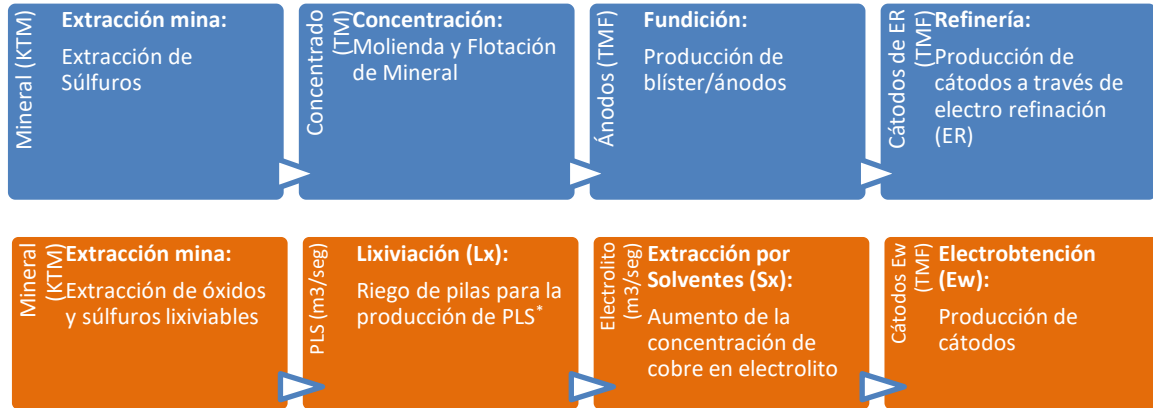 Mineral (KTM)
Extracción mina:
Extracción de
Súlfuros
Concentrado
(TM)
Concentración:
Molienda y Flotación
de Mineral
Ánodos (TMF)
Fundición:
Producción de
blíster/ánodos
Cátodos de ER
(TMF)
Refinería:
Producción de
cátodos a través de
electro refinación
(ER)
Mineral
(KTM)
Extracción mina:
Extracción de óxidos
y súlfuros lixiviables
PLS (m3/seg)
Lixiviación (Lx):
Riego de pilas para la
producción de PLS*
Electrolito
(m3/seg)
Extracción por
Solventes (Sx):
Aumento de la
concentración de
cobre en electrolito
Cátodos Ew
(TMF)
Electrobtención
(Ew):
Producción de
cátodos